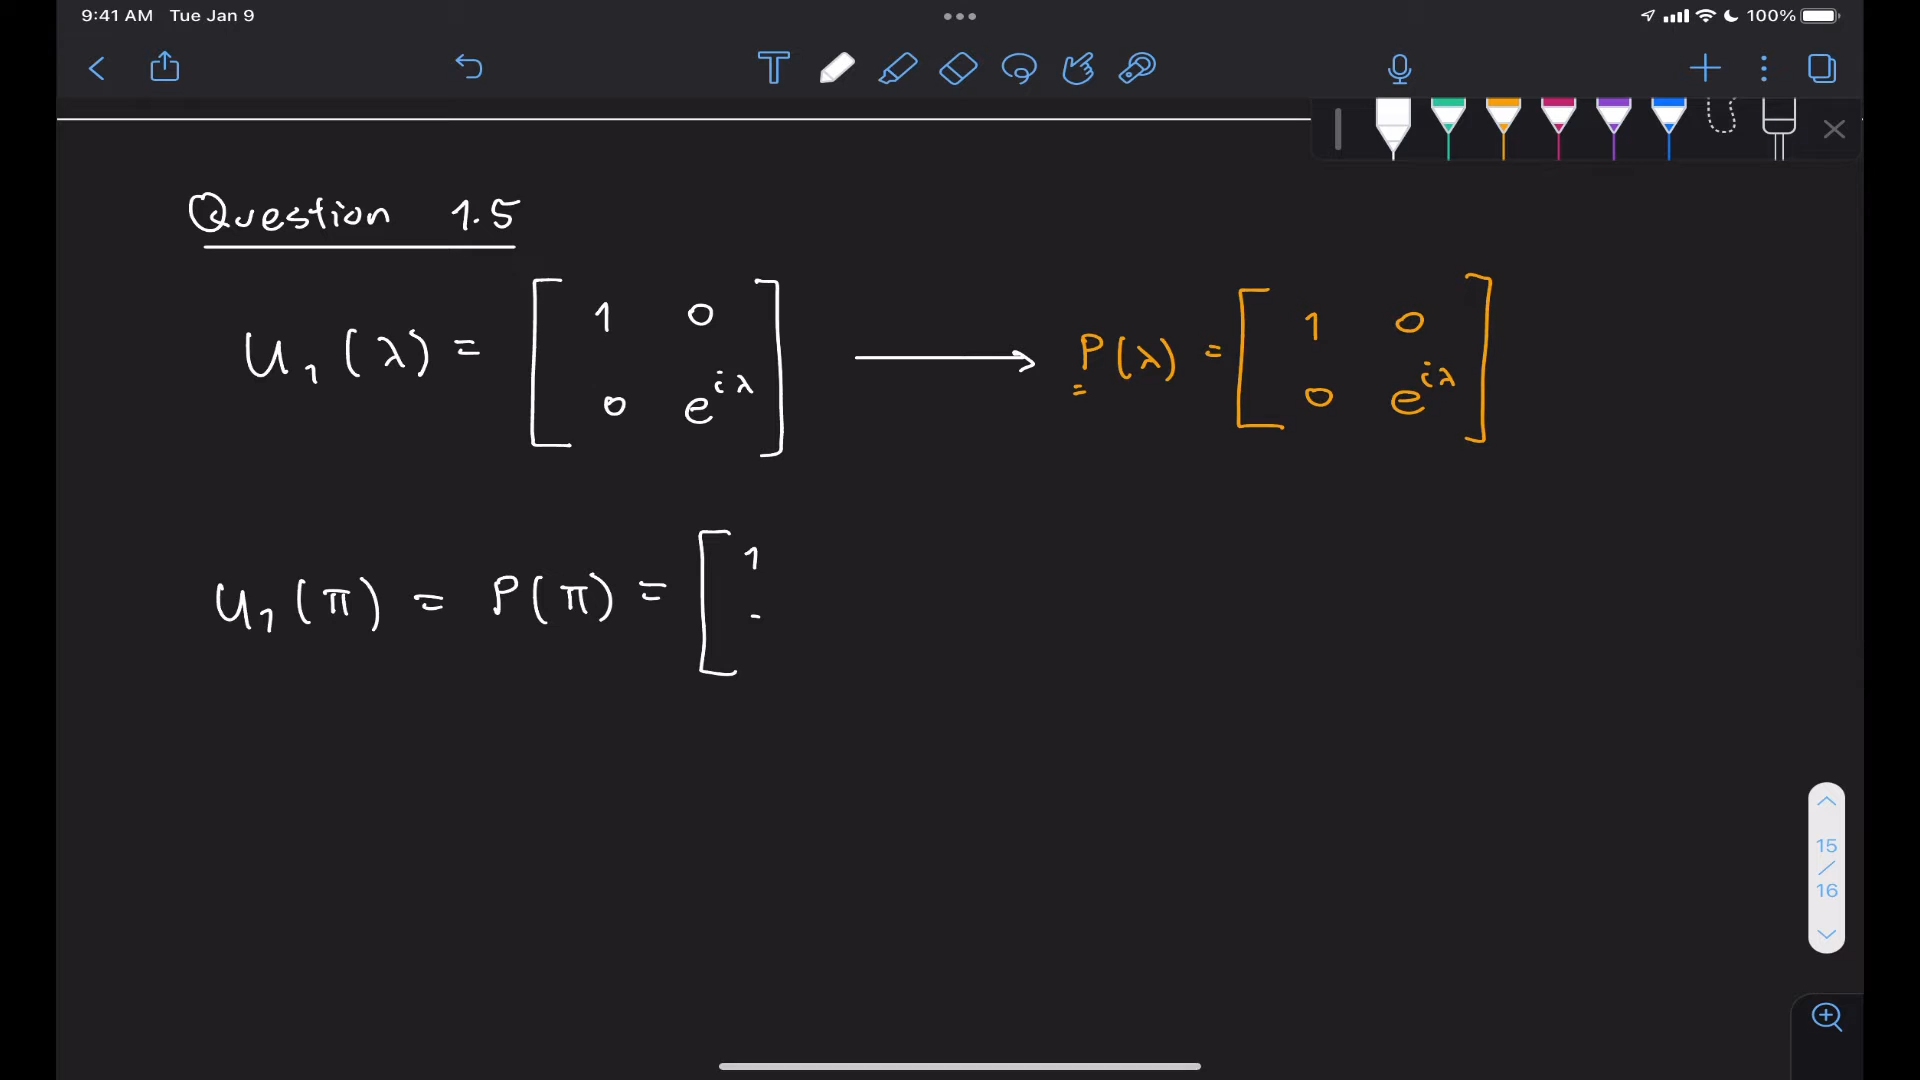 9:41 AM Tue Jan 9
100%
Question 1.5
U₁(λ) = [ 1 0 ; 0 e^{iλ} ] → P(λ) = [ 1 0 ; 0 e^{iλ} ]
U₁(π) = P(π) = [ 1
15
/
16